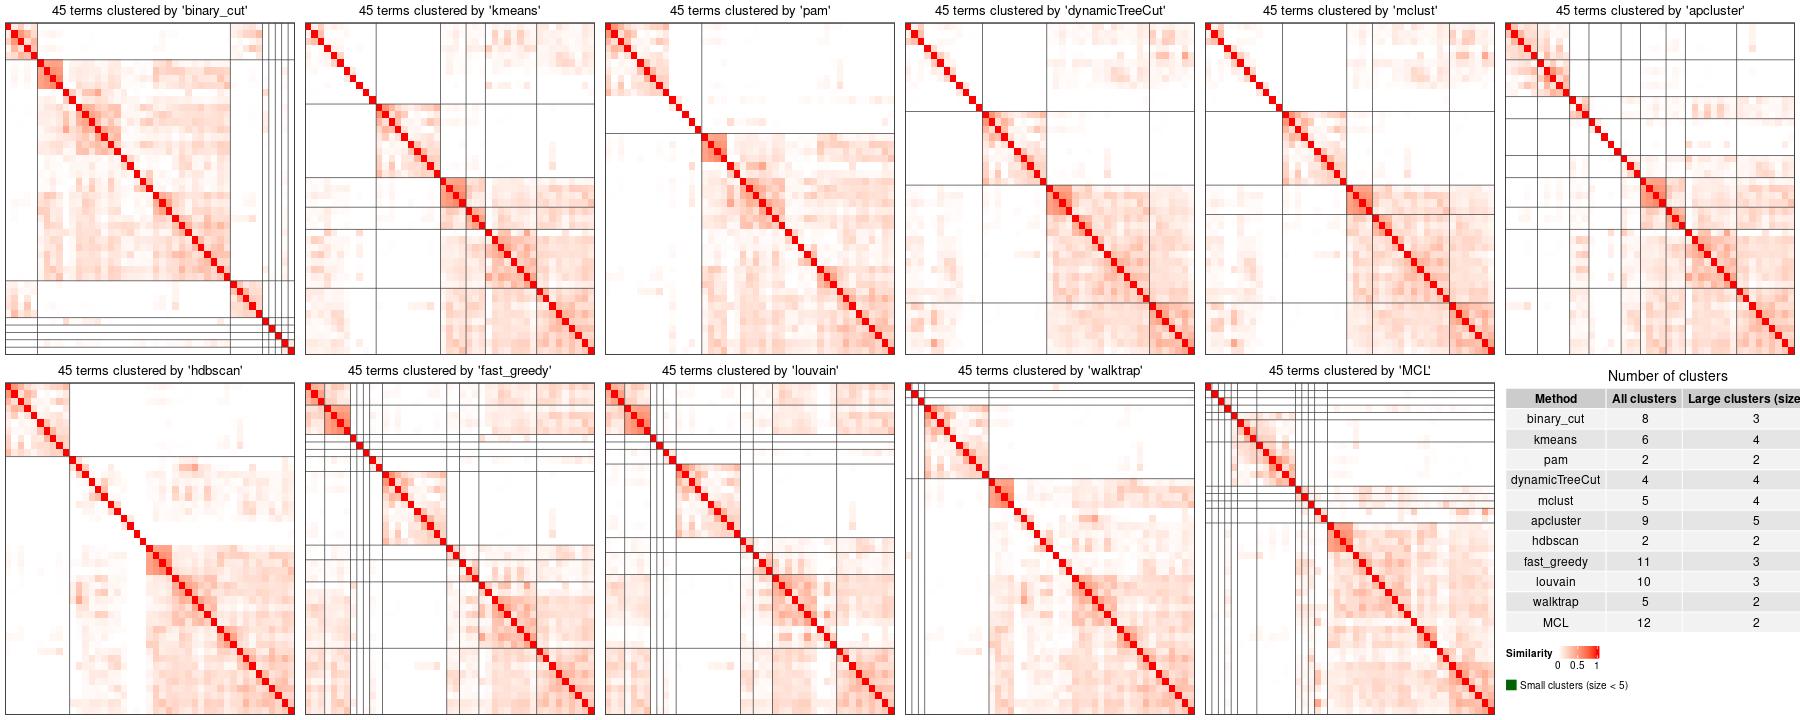 45 terms clustered by 'binary_cut'
45 terms clustered by 'kmeans'
45 terms clustered by 'pam'
45 terms clustered by 'dynamicTreeCut'
45 terms clustered by 'mclust'
45 terms clustered by 'apcluster'
45 terms clustered by 'hdbscan'
45 terms clustered by 'fast_greedy'
45 terms clustered by 'louvain'
45 terms clustered by 'walktrap'
45 terms clustered by 'MCL'
Number of clusters
Method All clusters Large clusters (size
binary_cut 8 3
kmeans 6 4
pam 2 2
dynamicTreeCut 4 4
mclust 5 4
apcluster 9 5
hdbscan 2 2
fast_greedy 11 3
louvain 10 3
walktrap 5 2
MCL 12 2
Similarity
0 0.5 1
Small clusters (size < 5)